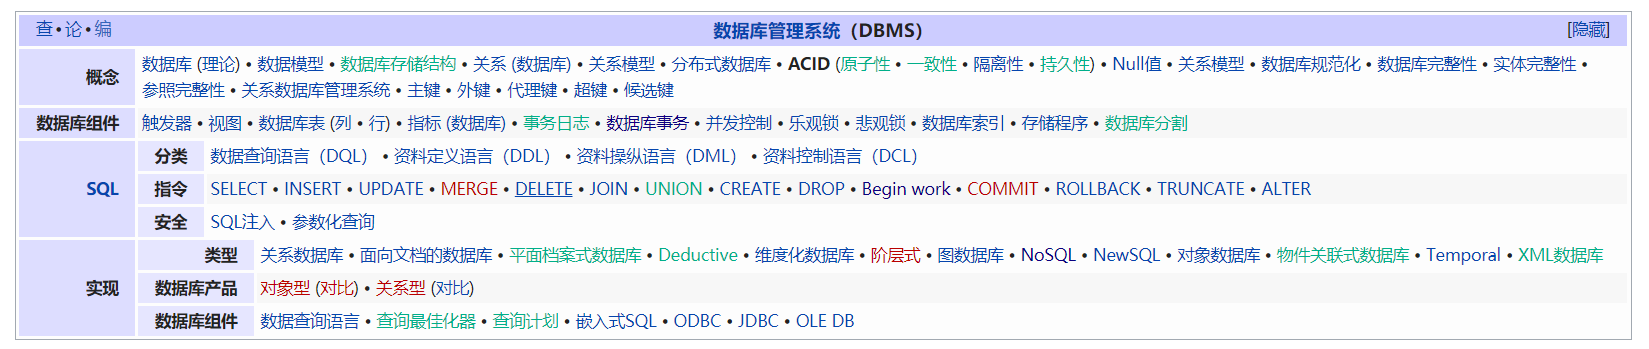 查•论•编 数据库管理系统（DBMS） [隐藏]
概念 数据库 (理论) • 数据模型 • 数据库存储结构 • 关系 (数据库) • 关系模型 • 分布式数据库 • ACID (原子性 • 一致性 • 隔离性 • 持久性) • Null值 • 关系模型 • 数据库规范化 • 数据库完整性 • 实体完整性 •
参照完整性 • 关系数据库管理系统 • 主键 • 外键 • 代理键 • 超键 • 候选键
数据库组件 触发器 • 视图 • 数据库表 (列 • 行) • 指标 (数据库) • 事务日志 • 数据库事务 • 并发控制 • 乐观锁 • 悲观锁 • 数据库索引 • 存储程序 • 数据库分割
分类 数据查询语言（DQL） • 资料定义语言（DDL） • 资料操纵语言（DML） • 资料控制语言（DCL）
SQL 指令 SELECT • INSERT • UPDATE • MERGE • DELETE • JOIN • UNION • CREATE • DROP • Begin work • COMMIT • ROLLBACK • TRUNCATE • ALTER
安全 SQL注入 • 参数化查询
类型 关系数据库 • 面向文档的数据库 • 平面档案式数据库 • Deductive • 维度化数据库 • 阶层式 • 图数据库 • NoSQL • NewSQL • 对象数据库 • 物件关联式数据库 • Temporal • XML数据库
实现 数据库产品 对象型 (对比) • 关系型 (对比)
数据库组件 数据查询语言 • 查询最佳化器 • 查询计划 • 嵌入式SQL • ODBC • JDBC • OLE DB